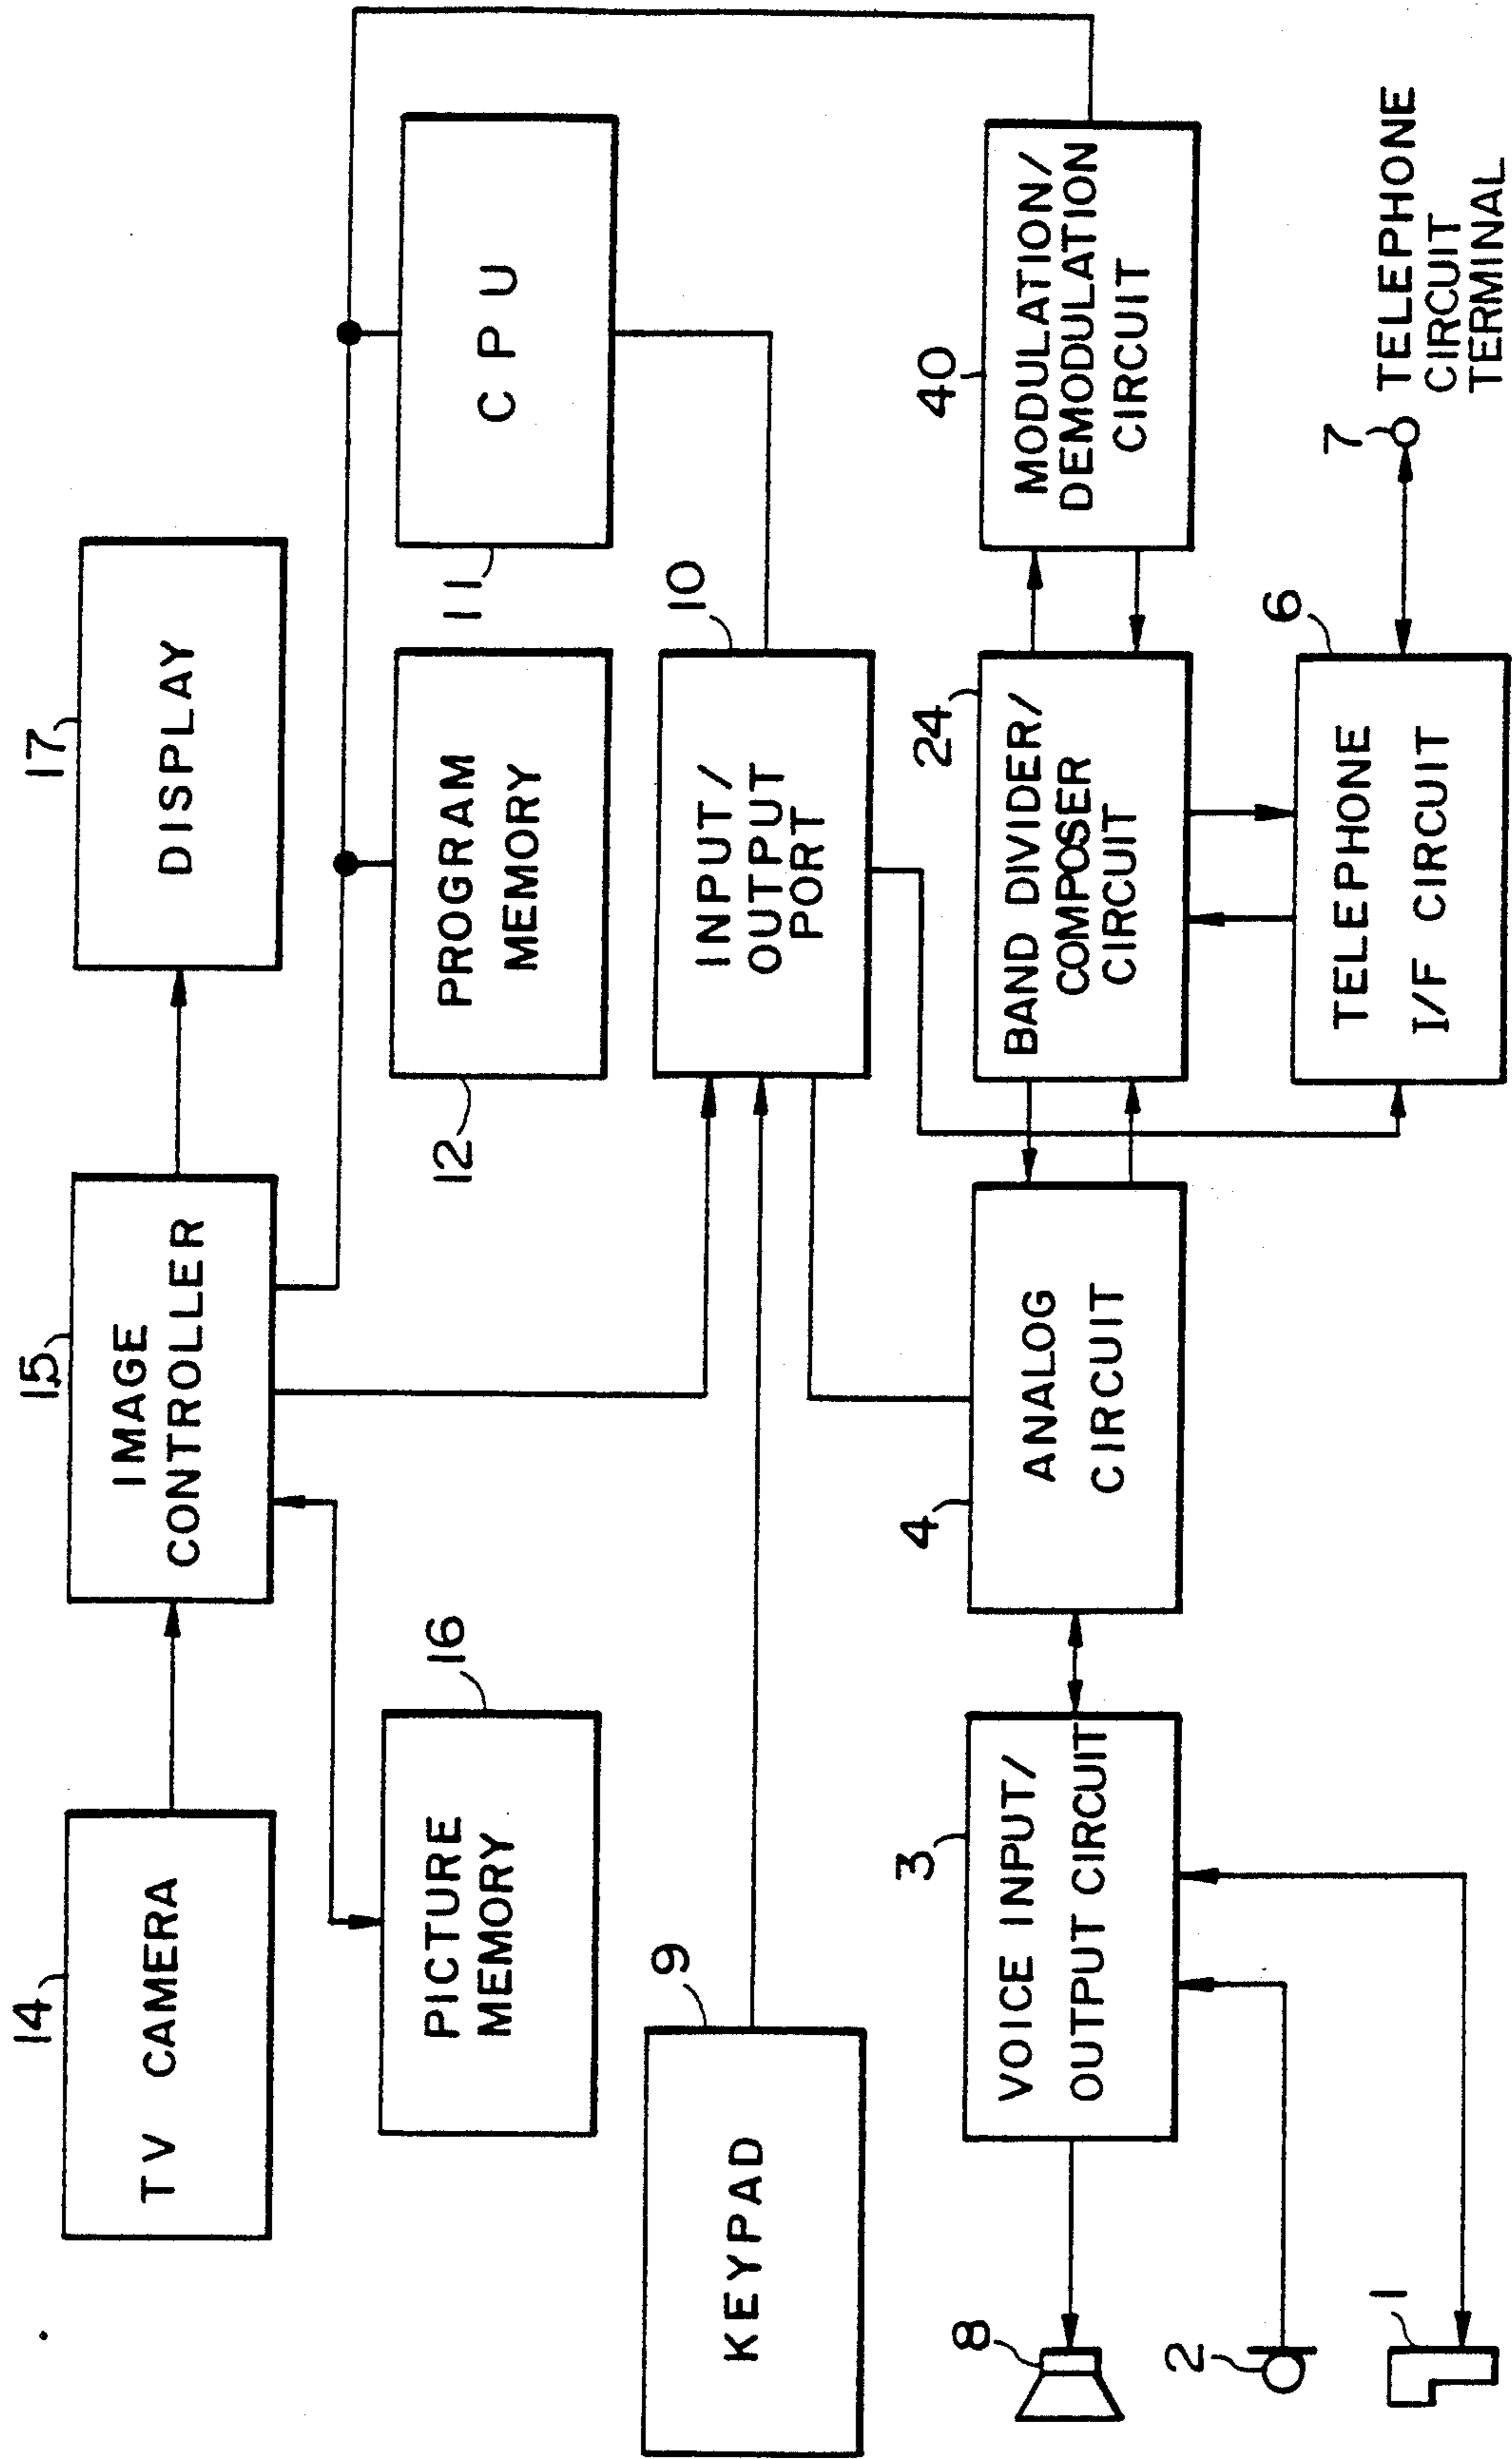 14
TV CAMERA
15
IMAGE
CONTROLLER
17
DISPLAY
16
PICTURE
MEMORY
12
PROGRAM
MEMORY
11
CPU
9
KEYPAD
10
INPUT/
OUTPUT
PORT
3
VOICE INPUT/
OUTPUT CIRCUIT
4
ANALOG
CIRCUIT
24
BAND DIVIDER/
COMPOSER
CIRCUIT
40
MODULATION/
DEMODULATION
CIRCUIT
8
2
1
6
TELEPHONE
I/F CIRCUIT
7
TELEPHONE
CIRCUIT
TERMINAL